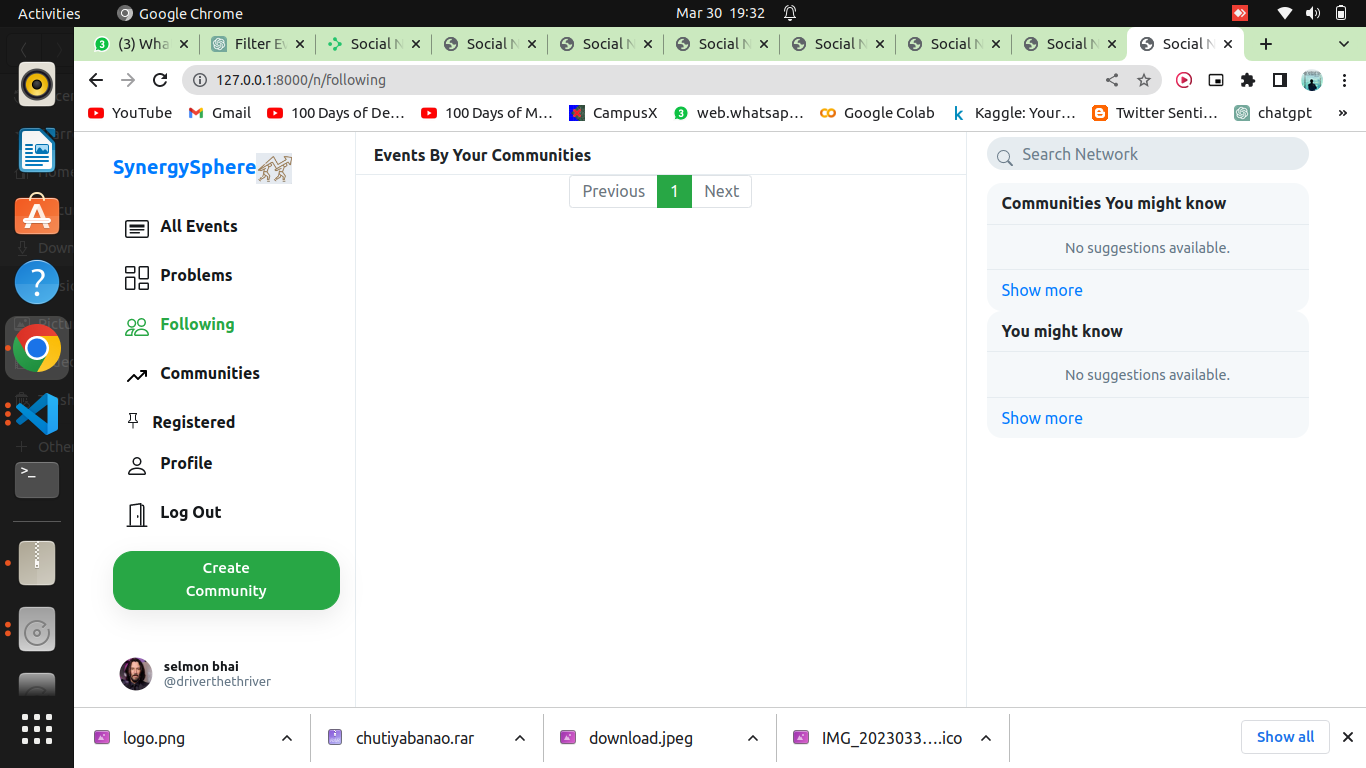 Activities
Google Chrome
Mar 30 19:32
(3) Wha
Filter Ev
Social N
Social N
Social N
Social N
Social N
Social N
Social N
Social N
127.0.0.1:8000/n/following
YouTube
Gmail
100 Days of De...
100 Days of M...
CampusX
web.whatsap...
Google Colab
Kaggle: Your...
Twitter Senti...
chatgpt
»
SynergySphere
All Events
Problems
Following
Communities
Registered
Profile
Log Out
Create
Community
selmon bhai
@driverthethriver
Events By Your Communities
Previous 1 Next
Search Network
Communities You might know
No suggestions available.
Show more
You might know
No suggestions available.
Show more
logo.png
chutiyabanao.rar
download.jpeg
IMG_2023033....ico
Show all